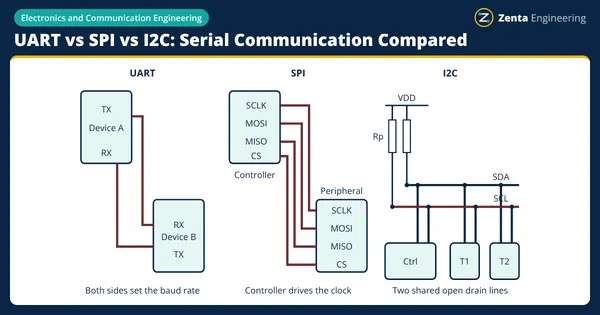 Electronics and Communication Engineering
Zenta Engineering
UART vs SPI vs I2C: Serial Communication Compared
UART
TX
Device A
RX
RX
Device B
TX
Both sides set the baud rate
SPI
SCLK
MOSI
MISO
CS
Controller
Peripheral
SCLK
MOSI
MISO
CS
Controller drives the clock
I2C
VDD
Rp
SDA
SCL
Ctrl
T1
T2
Two shared open drain lines